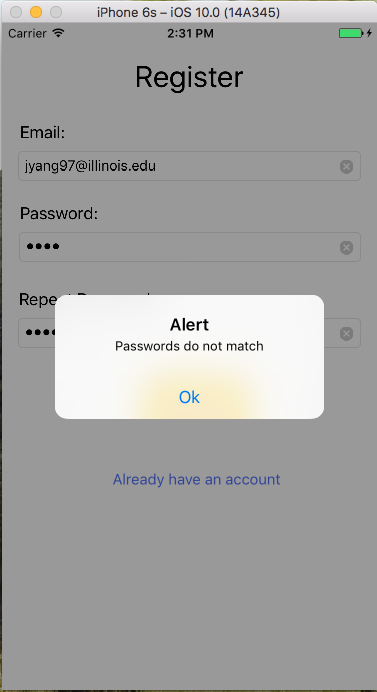 iPhone 6s – iOS 10.0 (14A345)
Carrier 2:31 PM
Register
Email:
jyang97@illinois.edu
Password:
••••
••••
Alert
Passwords do not match
Ok
Already have an account